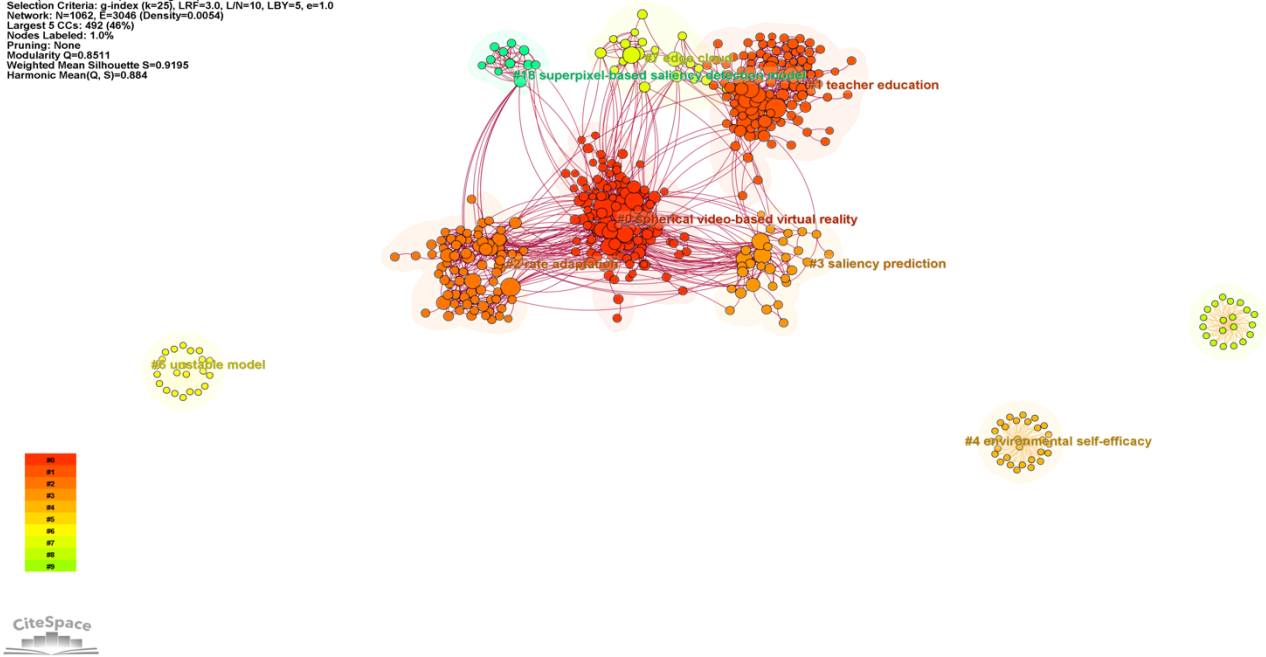 Selection Criteria: g-index (k=25), LRF=3.0, L/N=10, LBY=5, e=1.0
Network: N=1062, E=3046 (Density=0.0054)
Largest 5 CCs: 492 (46%)
Nodes Labeled: 1.0%
Pruning: None
Modularity Q=0.8511
Weighted Mean Silhouette S=0.9195
Harmonic Mean(Q, S)=0.884
#7 edge cloud
#18 superpixel-based saliency detection model
#1 teacher education
#0 spherical video-based virtual reality
#2 rate adaptation
#3 saliency prediction
#6 unstable model
#4 environmental self-efficacy
#0
#1
#2
#3
#4
#5
#6
#7
#8
#9
CiteSpace